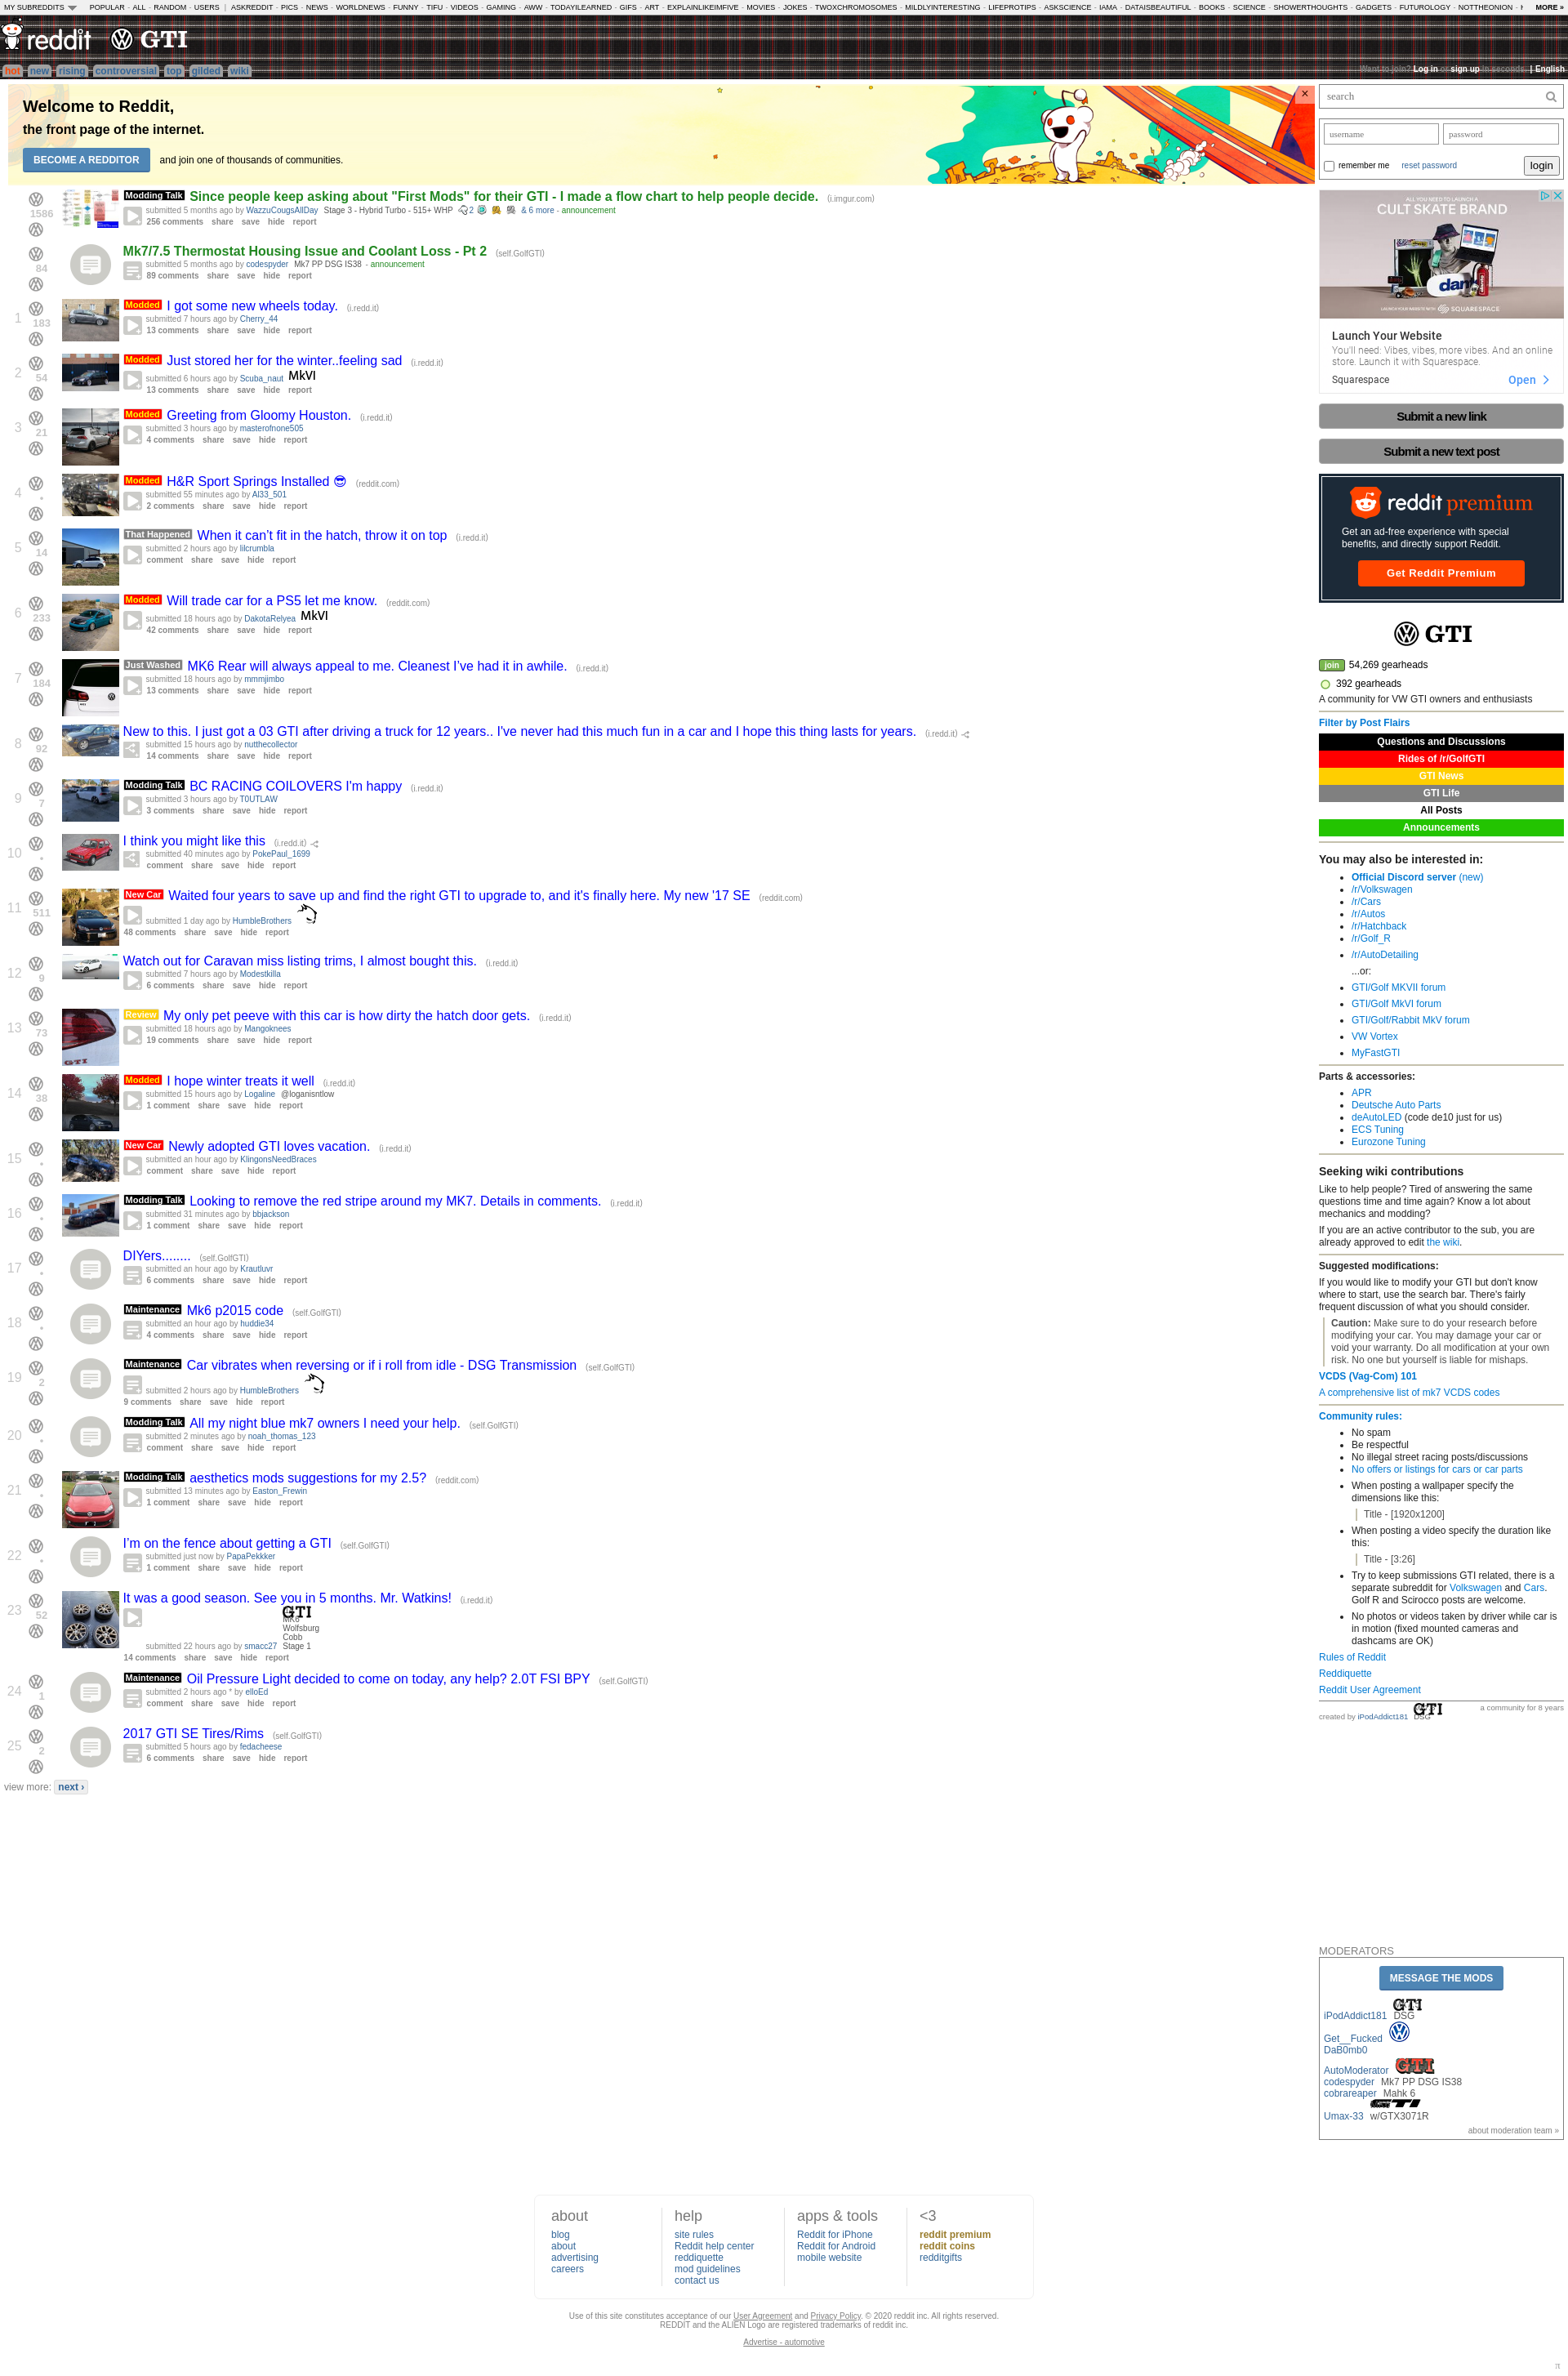 MY SUBREDDITS POPULAR - ALL - RANDOM - USERS | ASKREDDIT - PICS - NEWS - WORLDNEWS - FUNNY - TIFU - VIDEOS - GAMING - AWW - TODAYILEARNED - GIFS - ART - EXPLAINLIKEIMFIVE - MOVIES - JOKES - TWOXCHROMOSOMES - MILDLYINTERESTING - LIFEPROTIPS - ASKSCIENCE - IAMA - DATAISBEAUTIFUL - BOOKS - SCIENCE - SHOWERTHOUGHTS - GADGETS - FUTUROLOGY - NOTTHEONION - MORE »
reddit GTI
hot new rising controversial top gilded wiki
Want to join? Log in or sign up in seconds. | English
Welcome to Reddit,
the front page of the internet.
BECOME A REDDITOR and join one of thousands of communities.
1586
Modding Talk Since people keep asking about "First Mods" for their GTI - I made a flow chart to help people decide. (i.imgur.com)
submitted 5 months ago by WazzuCougsAllDay Stage 3 - Hybrid Turbo - 515+ WHP 2 & 6 more - announcement
256 comments share save hide report
84
Mk7/7.5 Thermostat Housing Issue and Coolant Loss - Pt 2 (self.GolfGTI)
submitted 5 months ago by codespyder Mk7 PP DSG IS38 - announcement
89 comments share save hide report
1 183
Modded I got some new wheels today. (i.redd.it)
submitted 7 hours ago by Cherry_44
13 comments share save hide report
2 54
Modded Just stored her for the winter..feeling sad (i.redd.it)
submitted 6 hours ago by Scuba_naut MkVI
13 comments share save hide report
3 21
Modded Greeting from Gloomy Houston. (i.redd.it)
submitted 3 hours ago by masterofnone505
4 comments share save hide report
4 •
Modded H&R Sport Springs Installed 😎 (reddit.com)
submitted 55 minutes ago by Al33_501
2 comments share save hide report
5 14
That Happened When it can't fit in the hatch, throw it on top (i.redd.it)
submitted 2 hours ago by lilcrumbla
comment share save hide report
6 233
Modded Will trade car for a PS5 let me know. (reddit.com)
submitted 18 hours ago by DakotaRelyea MkVI
42 comments share save hide report
7 184
Just Washed MK6 Rear will always appeal to me. Cleanest I've had it in awhile. (i.redd.it)
submitted 18 hours ago by mmmjimbo
13 comments share save hide report
8 92
New to this. I just got a 03 GTI after driving a truck for 12 years.. I've never had this much fun in a car and I hope this thing lasts for years. (i.redd.it)
submitted 15 hours ago by nutthecollector
14 comments share save hide report
9 7
Modding Talk BC RACING COILOVERS I'm happy (i.redd.it)
submitted 3 hours ago by T0UTLAW
3 comments share save hide report
10 •
I think you might like this (i.redd.it)
submitted 40 minutes ago by PokePaul_1699
comment share save hide report
11 511
New Car Waited four years to save up and find the right GTI to upgrade to, and it's finally here. My new '17 SE (reddit.com)
submitted 1 day ago by HumbleBrothers
48 comments share save hide report
12 9
Watch out for Caravan miss listing trims, I almost bought this. (i.redd.it)
submitted 7 hours ago by Modestkilla
6 comments share save hide report
13 73
Review My only pet peeve with this car is how dirty the hatch door gets. (i.redd.it)
submitted 18 hours ago by Mangoknees
19 comments share save hide report
14 38
Modded I hope winter treats it well (i.redd.it)
submitted 15 hours ago by Logaline @loganisntlow
1 comment share save hide report
15 •
New Car Newly adopted GTI loves vacation. (i.redd.it)
submitted an hour ago by KlingonsNeedBraces
comment share save hide report
16 •
Modding Talk Looking to remove the red stripe around my MK7. Details in comments. (i.redd.it)
submitted 31 minutes ago by bbjackson
1 comment share save hide report
17 •
DIYers........ (self.GolfGTI)
submitted an hour ago by Krautluvr
6 comments share save hide report
18 •
Maintenance Mk6 p2015 code (self.GolfGTI)
submitted an hour ago by huddie34
4 comments share save hide report
19 2
Maintenance Car vibrates when reversing or if i roll from idle - DSG Transmission (self.GolfGTI)
submitted 2 hours ago by HumbleBrothers
9 comments share save hide report
20 •
Modding Talk All my night blue mk7 owners I need your help. (self.GolfGTI)
submitted 2 minutes ago by noah_thomas_123
comment share save hide report
21 •
Modding Talk aesthetics mods suggestions for my 2.5? (reddit.com)
submitted 13 minutes ago by Easton_Frewin
1 comment share save hide report
22 •
I'm on the fence about getting a GTI (self.GolfGTI)
submitted just now by PapaPekkker
1 comment share save hide report
23 52
It was a good season. See you in 5 months. Mr. Watkins! (i.redd.it)
GTI
MK6
Wolfsburg
Cobb
submitted 22 hours ago by smacc27 Stage 1
14 comments share save hide report
24 1
Maintenance Oil Pressure Light decided to come on today, any help? 2.0T FSI BPY (self.GolfGTI)
submitted 2 hours ago * by elloEd
comment share save hide report
25 2
2017 GTI SE Tires/Rims (self.GolfGTI)
submitted 5 hours ago by fedacheese
6 comments share save hide report
view more: next ›
search
username password
remember me reset password login
ALL YOU NEED TO LAUNCH A
CULT SKATE BRAND
dang
LAUNCH YOUR WEBSITE WITH SQUARESPACE
Launch Your Website
You'll need: Vibes, vibes, more vibes. And an online
store. Launch it with Squarespace.
Squarespace Open
Submit a new link
Submit a new text post
reddit premium
Get an ad-free experience with special
benefits, and directly support Reddit.
Get Reddit Premium
GTI
join 54,269 gearheads
392 gearheads
A community for VW GTI owners and enthusiasts
Filter by Post Flairs
Questions and Discussions
Rides of /r/GolfGTI
GTI News
GTI Life
All Posts
Announcements
You may also be interested in:
Official Discord server (new)
/r/Volkswagen
/r/Cars
/r/Autos
/r/Hatchback
/r/Golf_R
/r/AutoDetailing
...or:
GTI/Golf MKVII forum
GTI/Golf MkVI forum
GTI/Golf/Rabbit MkV forum
VW Vortex
MyFastGTI
Parts & accessories:
APR
Deutsche Auto Parts
deAutoLED (code de10 just for us)
ECS Tuning
Eurozone Tuning
Seeking wiki contributions
Like to help people? Tired of answering the same
questions time and time again? Know a lot about
mechanics and modding?
If you are an active contributor to the sub, you are
already approved to edit the wiki.
Suggested modifications:
If you would like to modify your GTI but don't know
where to start, use the search bar. There's fairly
frequent discussion of what you should consider.
Caution: Make sure to do your research before
modifying your car. You may damage your car or
void your warranty. Do all modification at your own
risk. No one but yourself is liable for mishaps.
VCDS (Vag-Com) 101
A comprehensive list of mk7 VCDS codes
Community rules:
No spam
Be respectful
No illegal street racing posts/discussions
No offers or listings for cars or car parts
When posting a wallpaper specify the
dimensions like this:
Title - [1920x1200]
When posting a video specify the duration like
this:
Title - [3:26]
Try to keep submissions GTI related, there is a
separate subreddit for Volkswagen and Cars.
Golf R and Scirocco posts are welcome.
No photos or videos taken by driver while car is
in motion (fixed mounted cameras and
dashcams are OK)
Rules of Reddit
Reddiquette
Reddit User Agreement
created by iPodAddict181 GTI DSG a community for 8 years
MODERATORS
MESSAGE THE MODS
iPodAddict181 GTI DSG
Get__Fucked
DaB0mb0
AutoModerator GTI
codespyder Mk7 PP DSG IS38
cobrareaper Mahk 6
GTI
Umax-33 w/GTX3071R
about moderation team »
about
blog
about
advertising
careers
help
site rules
Reddit help center
reddiquette
mod guidelines
contact us
apps & tools
Reddit for iPhone
Reddit for Android
mobile website
<3
reddit premium
reddit coins
redditgifts
Use of this site constitutes acceptance of our User Agreement and Privacy Policy. © 2020 reddit inc. All rights reserved.
REDDIT and the ALIEN Logo are registered trademarks of reddit inc.
Advertise - automotive
π